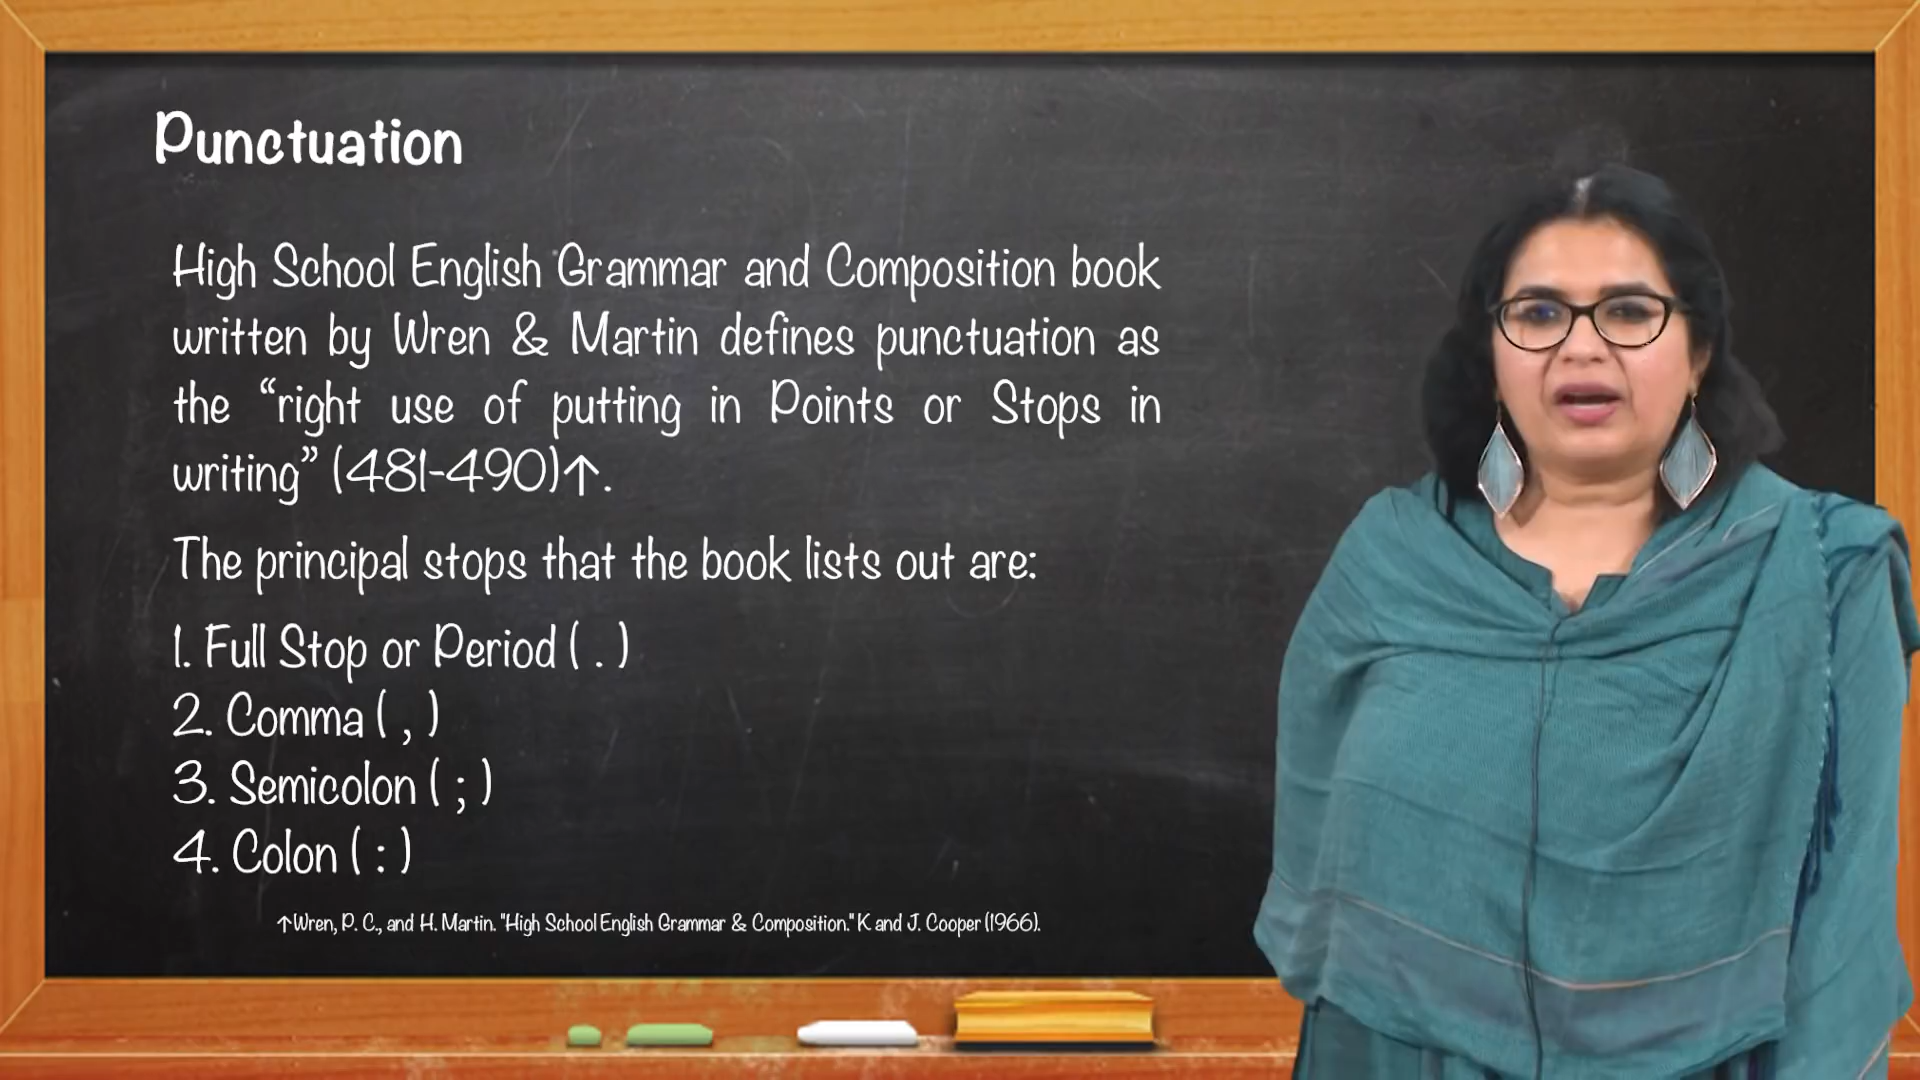 Punctuation
High School English Grammar and Composition book
written by Wren & Martin defines punctuation as
the “right use of putting in Points or Stops in
writing” (481-490)↑.
The principal stops that the book lists out are:
1. Full Stop or Period ( . )
2. Comma ( , )
3. Semicolon ( ; )
4. Colon ( : )
↑Wren, P. C., and H. Martin. "High School English Grammar & Composition." K and J. Cooper (1966).